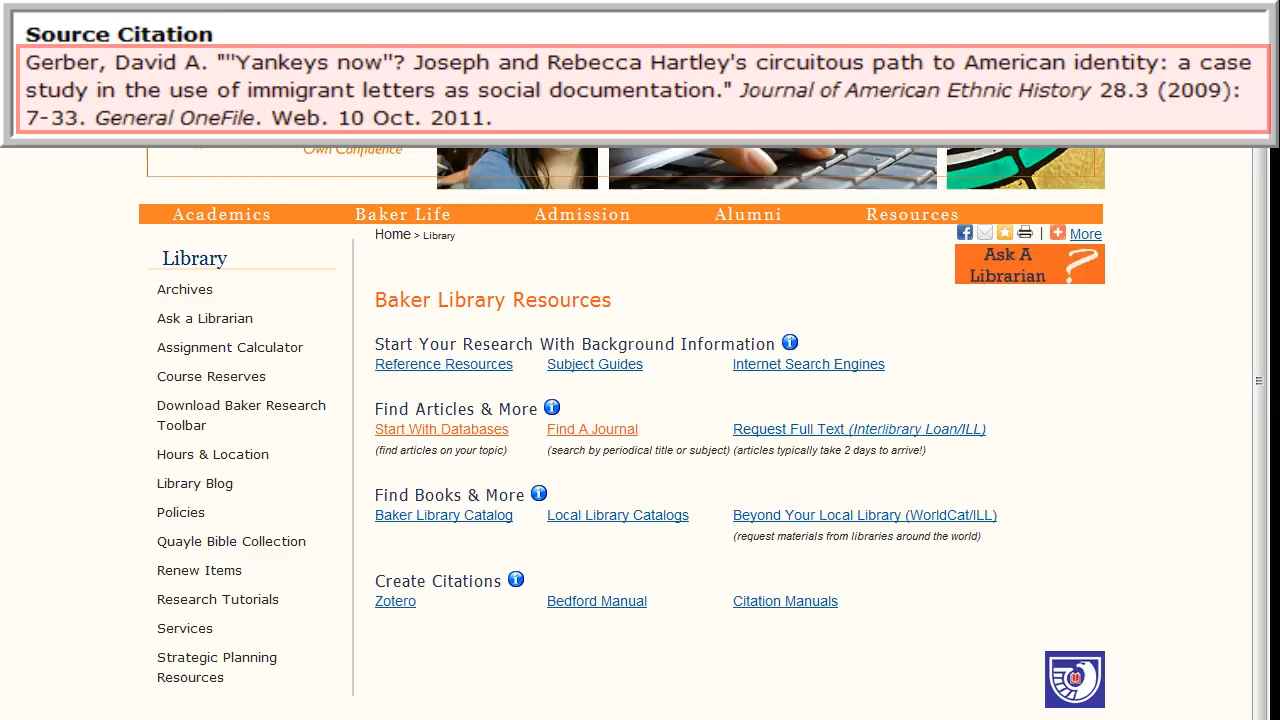 Source Citation
Gerber, David A. ""Yankeys now"? Joseph and Rebecca Hartley's circuitous path to American identity: a case
study in the use of immigrant letters as social documentation." Journal of American Ethnic History 28.3 (2009):
7-33. General OneFile. Web. 10 Oct. 2011.
Own Confidence
Academics Baker Life Admission Alumni Resources
Home > Library
| More
Ask A
Librarian ?
Library
Archives
Ask a Librarian
Assignment Calculator
Course Reserves
Download Baker Research
Toolbar
Hours & Location
Library Blog
Policies
Quayle Bible Collection
Renew Items
Research Tutorials
Services
Strategic Planning
Resources
Baker Library Resources
Start Your Research With Background Information
Reference Resources Subject Guides Internet Search Engines
Find Articles & More
Start With Databases Find A Journal Request Full Text (Interlibrary Loan/ILL)
(find articles on your topic) (search by periodical title or subject) (articles typically take 2 days to arrive!)
Find Books & More
Baker Library Catalog Local Library Catalogs Beyond Your Local Library (WorldCat/ILL)
(request materials from libraries around the world)
Create Citations
Zotero Bedford Manual Citation Manuals